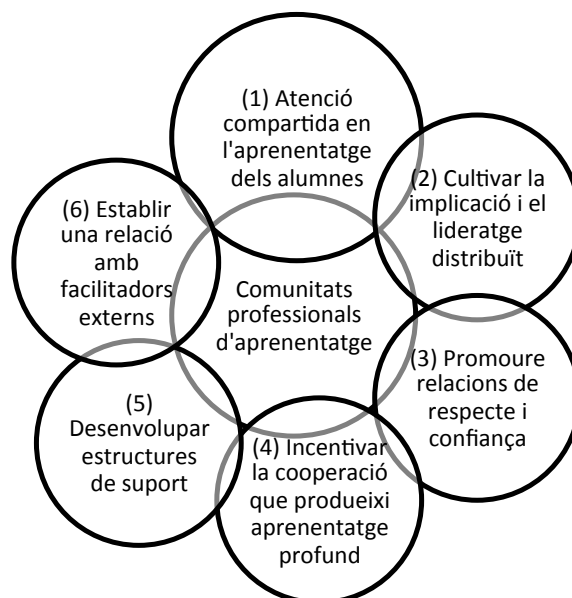 (1) Atenció
compartida en
l'aprenentatge
dels alumnes
(2) Cultivar la
implicació i el
lideratge
distribuït
(3) Promoure
relacions de
respecte i
confiança
(4) Incentivar
la cooperació
que produeixi
aprenentatge
profund
(5)
Desenvolupar
estructures
de suport
(6) Establir
una relació
amb
facilitadors
externs
Comunitats
professionals
d'aprenentatge